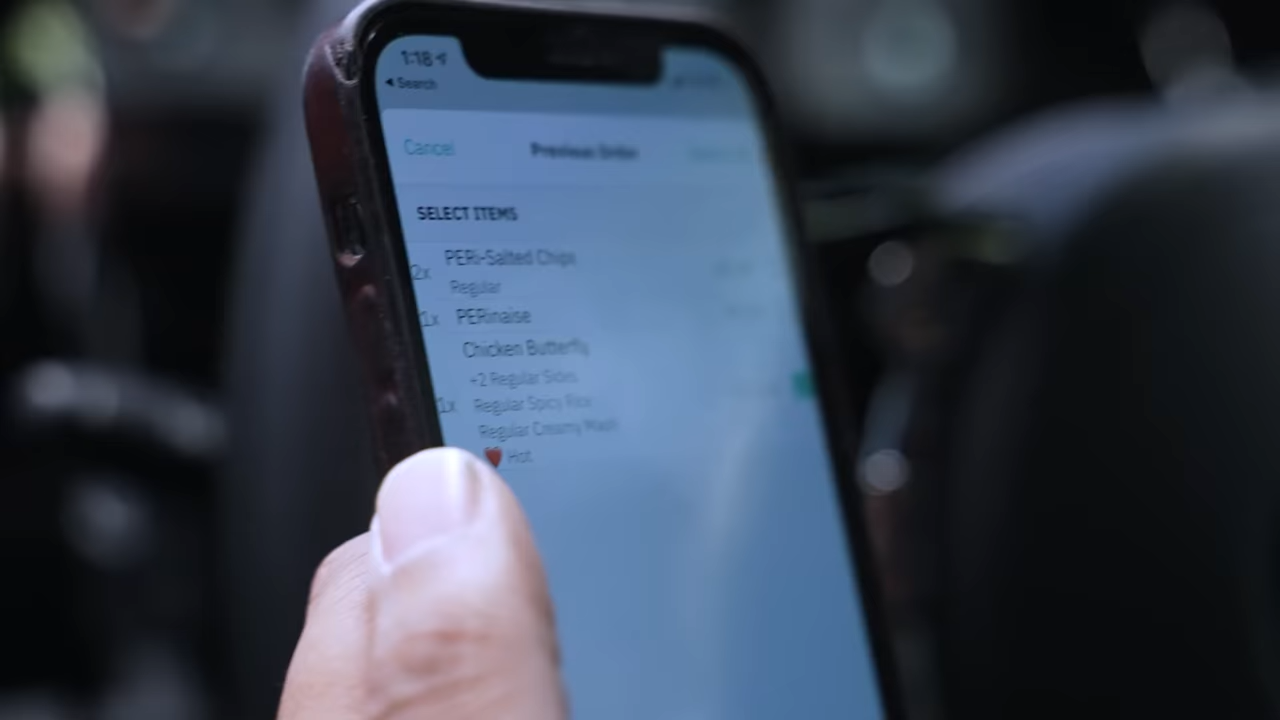 1:18
◀ Search
Cancel
Previous Order
SELECT ITEMS
PERi-Salted Chips
2x
Regular
1x PERinaise
Chicken Butterfly
+2 Regular Sides
1x Regular Spicy Rice
Regular Creamy Mash
❤️ Hot